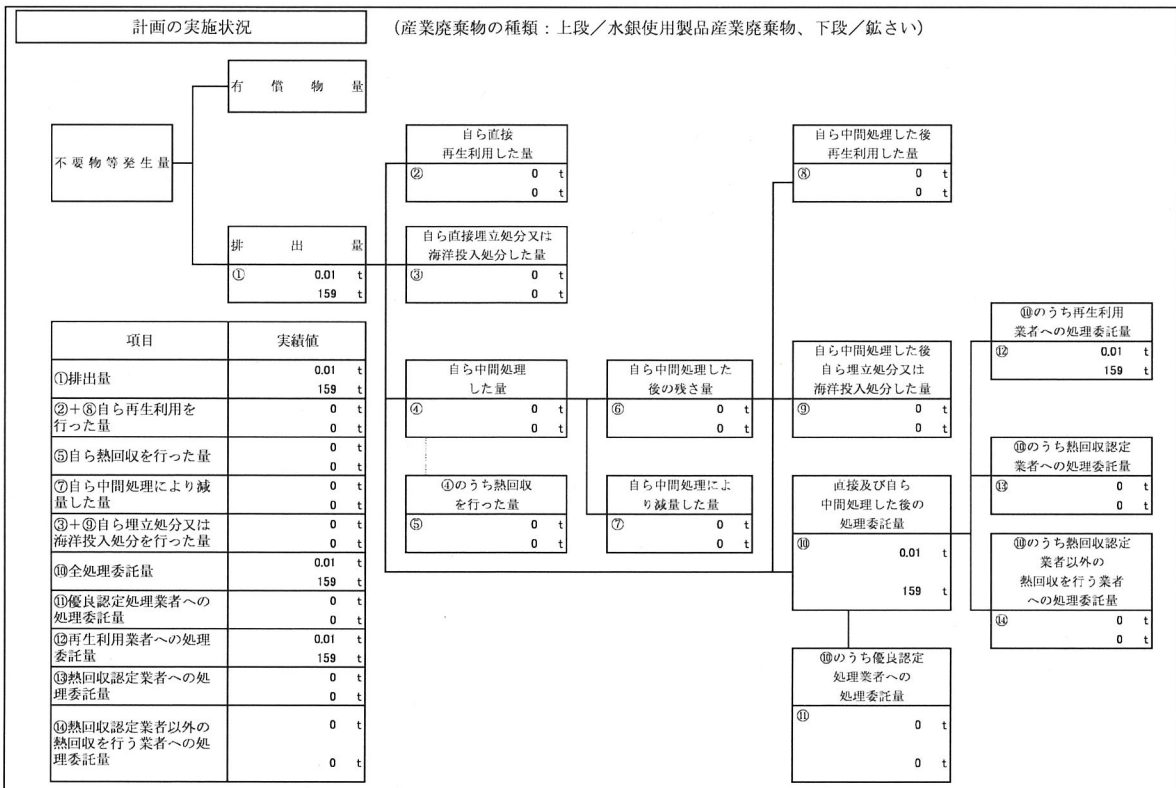 計画の実施状況
(産業廃棄物の種類：上段／水銀使用製品産業廃棄物、下段／鉱さい)
有償物量
不要物等発生量
排出量
① 0.01 t
159 t
自ら直接
再生利用した量
② 0 t
0 t
自ら直接埋立処分又は
海洋投入処分した量
③ 0 t
0 t
自ら中間処理した後
再生利用した量
⑧ 0 t
0 t
項目 実績値
①排出量 0.01 t
159 t
②＋⑧自ら再生利用を
行った量
0 t
0 t
⑤自ら熱回収を行った量 0 t
0 t
⑦自ら中間処理により減
量した量
0 t
0 t
③＋⑨自ら埋立処分又は
海洋投入処分を行った量
0 t
0 t
⑩全処理委託量 0.01 t
159 t
⑪優良認定処理業者への
処理委託量
0 t
0 t
⑫再生利用業者への処理
委託量
0.01 t
159 t
⑬熱回収認定業者への処
理委託量
0 t
0 t
⑭熱回収認定業者以外の
熱回収を行う業者への処
理委託量
0 t
0 t
自ら中間処理
した量
④ 0 t
0 t
④のうち熱回収
を行った量
⑤ 0 t
0 t
自ら中間処理した
後の残さ量
⑥ 0 t
0 t
自ら中間処理によ
り減量した量
⑦ 0 t
0 t
自ら中間処理した後
自ら埋立処分又は
海洋投入処分した量
⑨ 0 t
0 t
直接及び自ら
中間処理した後の
処理委託量
⑩
0.01 t
159 t
⑩のうち優良認定
処理業者への
処理委託量
⑪
0 t
0 t
⑩のうち再生利用
業者への処理委託量
⑫ 0.01 t
159 t
⑩のうち熱回収認定
業者への処理委託量
⑬ 0 t
0 t
⑩のうち熱回収認定
業者以外の
熱回収を行う業者
への処理委託量
⑭ 0 t
0 t